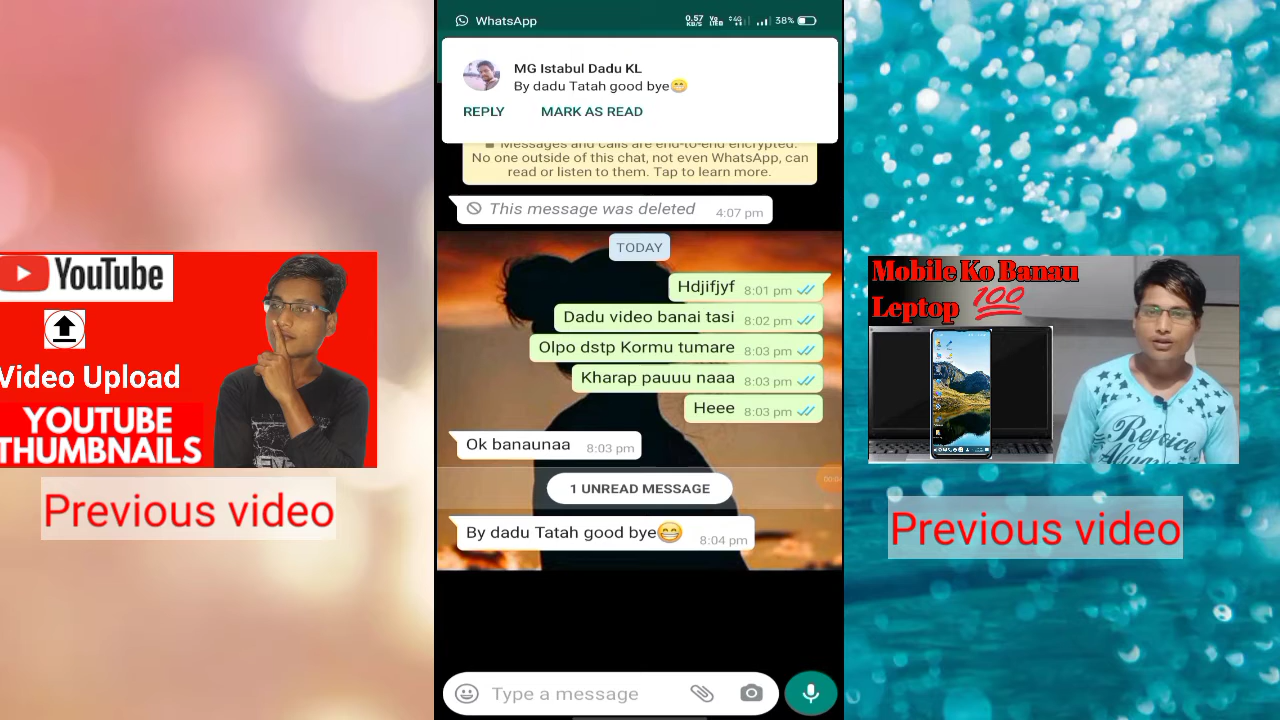 WhatsApp
0.57 KB/S
38%
MG Istabul Dadu KL
By dadu Tatah good bye😁
REPLY MARK AS READ
Messages and calls are end-to-end encrypted.
No one outside of this chat, not even WhatsApp, can
read or listen to them. Tap to learn more.
This message was deleted 4:07 pm
TODAY
Hdjifjyf 8:01 pm
Dadu video banai tasi 8:02 pm
Olpo dstp Kormu tumare 8:03 pm
Kharap pauuu naaa 8:03 pm
Heee 8:03 pm
Ok banaunaa 8:03 pm
1 UNREAD MESSAGE
By dadu Tatah good bye😁 8:04 pm
Type a message
YouTube
Video Upload
YOUTUBE
THUMBNAILS
Previous video
Mobile Ko Banau
Leptop 💯
Rejoice
Always
Previous video